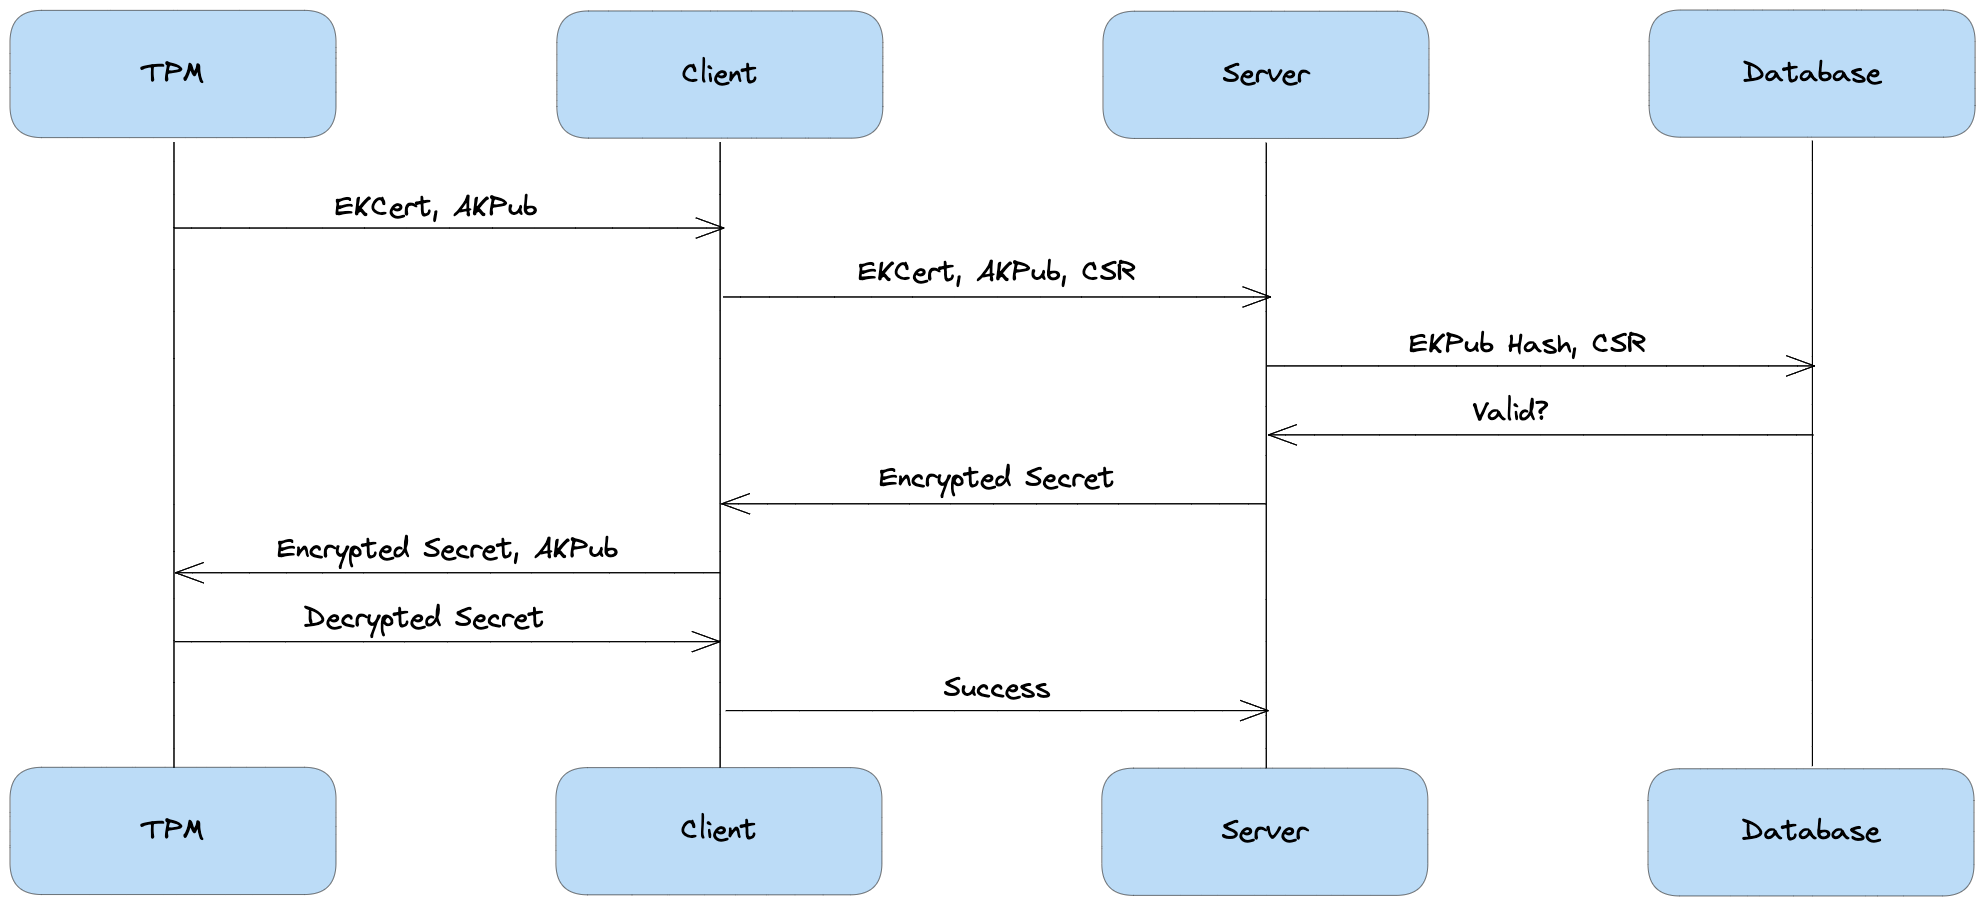 TPM
Client
Server
Database
EKCert, AKPub
EKCert, AKPub, CSR
EKPub Hash, CSR
Valid?
Encrypted Secret
Encrypted Secret, AKPub
Decrypted Secret
Success
TPM
Client
Server
Database